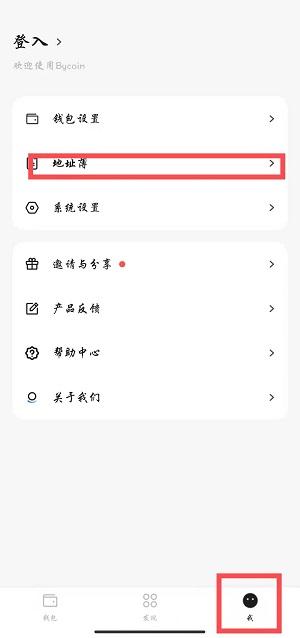 登入
欢迎使用Bycoin
钱包设置
地址薄
系统设置
邀请与分享
产品反馈
帮助中心
关于我们
钱包
发现
我